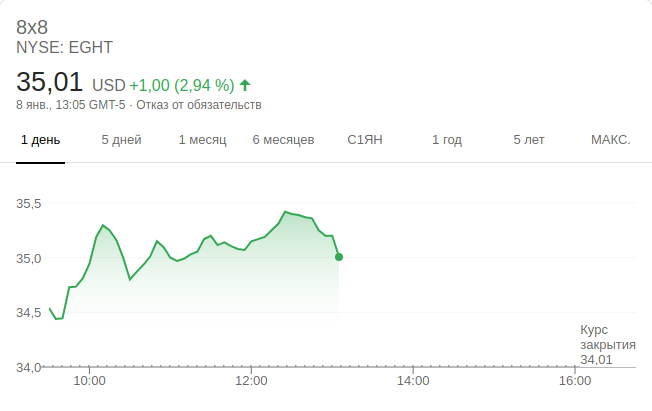 8x8
NYSE: EGHT
35,01 USD +1,00 (2,94 %)
8 янв., 13:05 GMT-5 · Отказ от обязательств
1 день 5 дней 1 месяц 6 месяцев С1ЯН 1 год 5 лет МАКС.
35,5
35,0
34,5
34,0
Курс
закрытия
34,01
10:00 12:00 14:00 16:00